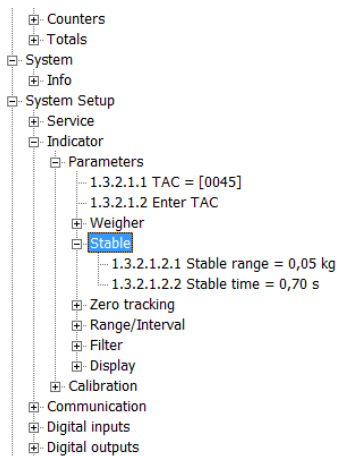 Counters
Totals
System
Info
System Setup
Service
Indicator
Parameters
1.3.2.1.1 TAC = [0045]
1.3.2.1.2 Enter TAC
Weigher
Stable
1.3.2.1.2.1 Stable range = 0,05 kg
1.3.2.1.2.2 Stable time = 0,70 s
Zero tracking
Range/Interval
Filter
Display
Calibration
Communication
Digital inputs
Digital outputs